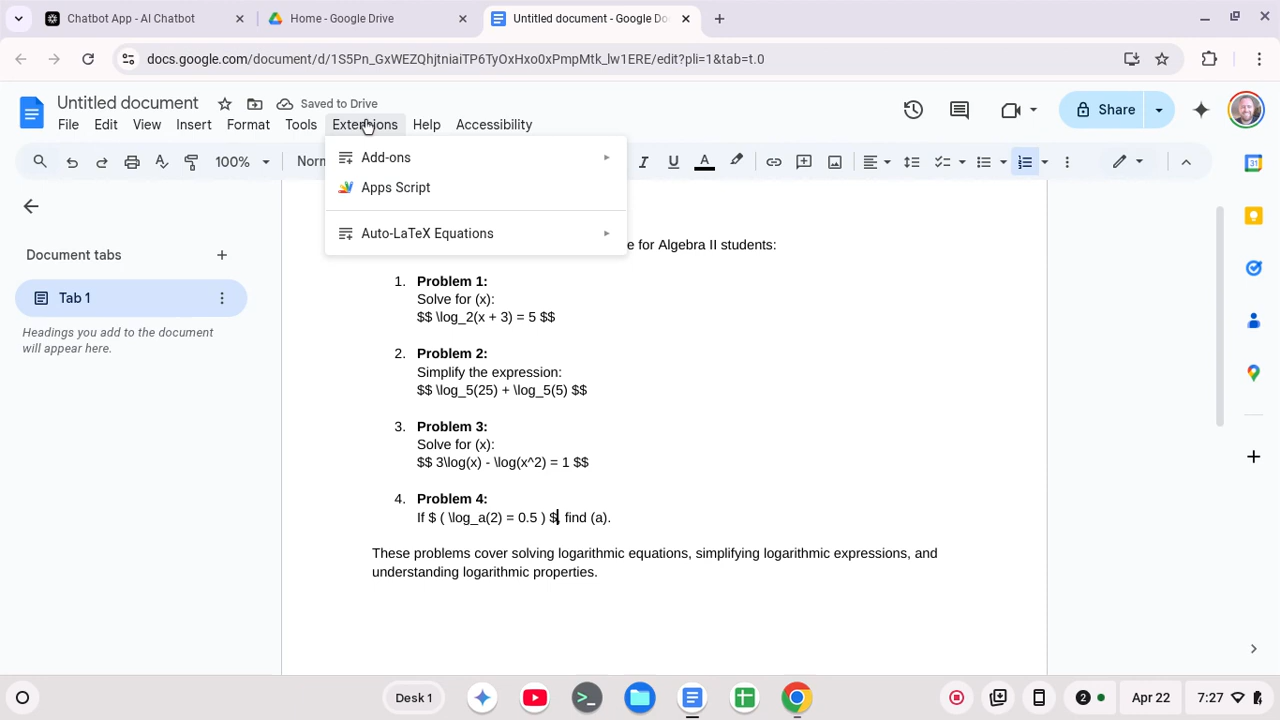 Chatbot App - AI Chatbot
Home - Google Drive
Untitled document - Google Do
docs.google.com/document/d/1S5Pn_GxWEZQhjtniaiTP6TyOxHxo0xPmpMtk_lw1ERE/edit?pli=1&tab=t.0
Untitled document
Saved to Drive
Share
File Edit View Insert Format Tools Extensions Help Accessibility
100%
Norm
Add-ons
Apps Script
Auto-LaTeX Equations
Document tabs
Tab 1
Headings you add to the document
will appear here.
e for Algebra II students:
1. Problem 1:
Solve for (x):
$$ \log_2(x + 3) = 5 $$
2. Problem 2:
Simplify the expression:
$$ \log_5(25) + \log_5(5) $$
3. Problem 3:
Solve for (x):
$$ 3\log(x) - \log(x^2) = 1 $$
4. Problem 4:
If $ ( \log_a(2) = 0.5 ) $, find (a).
These problems cover solving logarithmic equations, simplifying logarithmic expressions, and
understanding logarithmic properties.
31
Desk 1
2
Apr 22
7:27